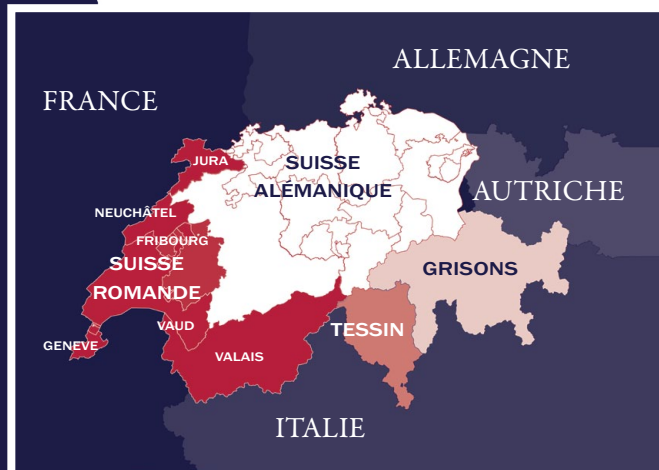 ALLEMAGNE
FRANCE
JURA
SUISSE
ALÉMANIQUE
AUTRICHE
NEUCHÂTEL
FRIBOURG
SUISSE
ROMANDE
GRISONS
VAUD
TESSIN
GENEVE
VALAIS
ITALIE